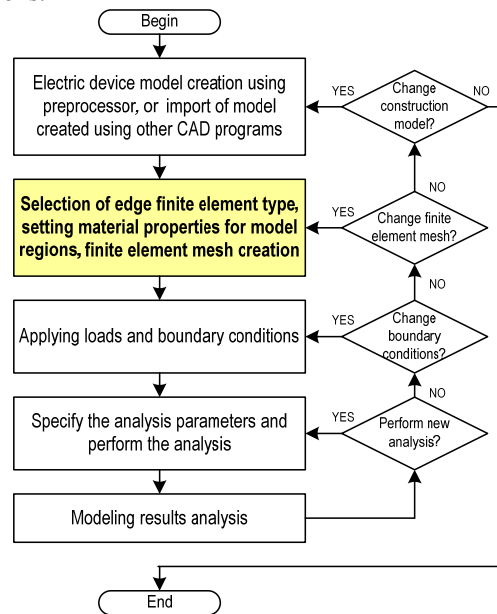 Begin
Electric device model creation using
preprocessor, or import of model
created using other CAD programs
YES
Change
construction
model?
NO
Selection of edge finite element type,
setting material properties for model
regions, finite element mesh creation
YES
Change finite
element mesh?
NO
Applying loads and boundary conditions
YES
Change
boundary
conditions?
NO
Specify the analysis parameters and
perform the analysis
YES
Perform new
analysis?
NO
Modeling results analysis
End